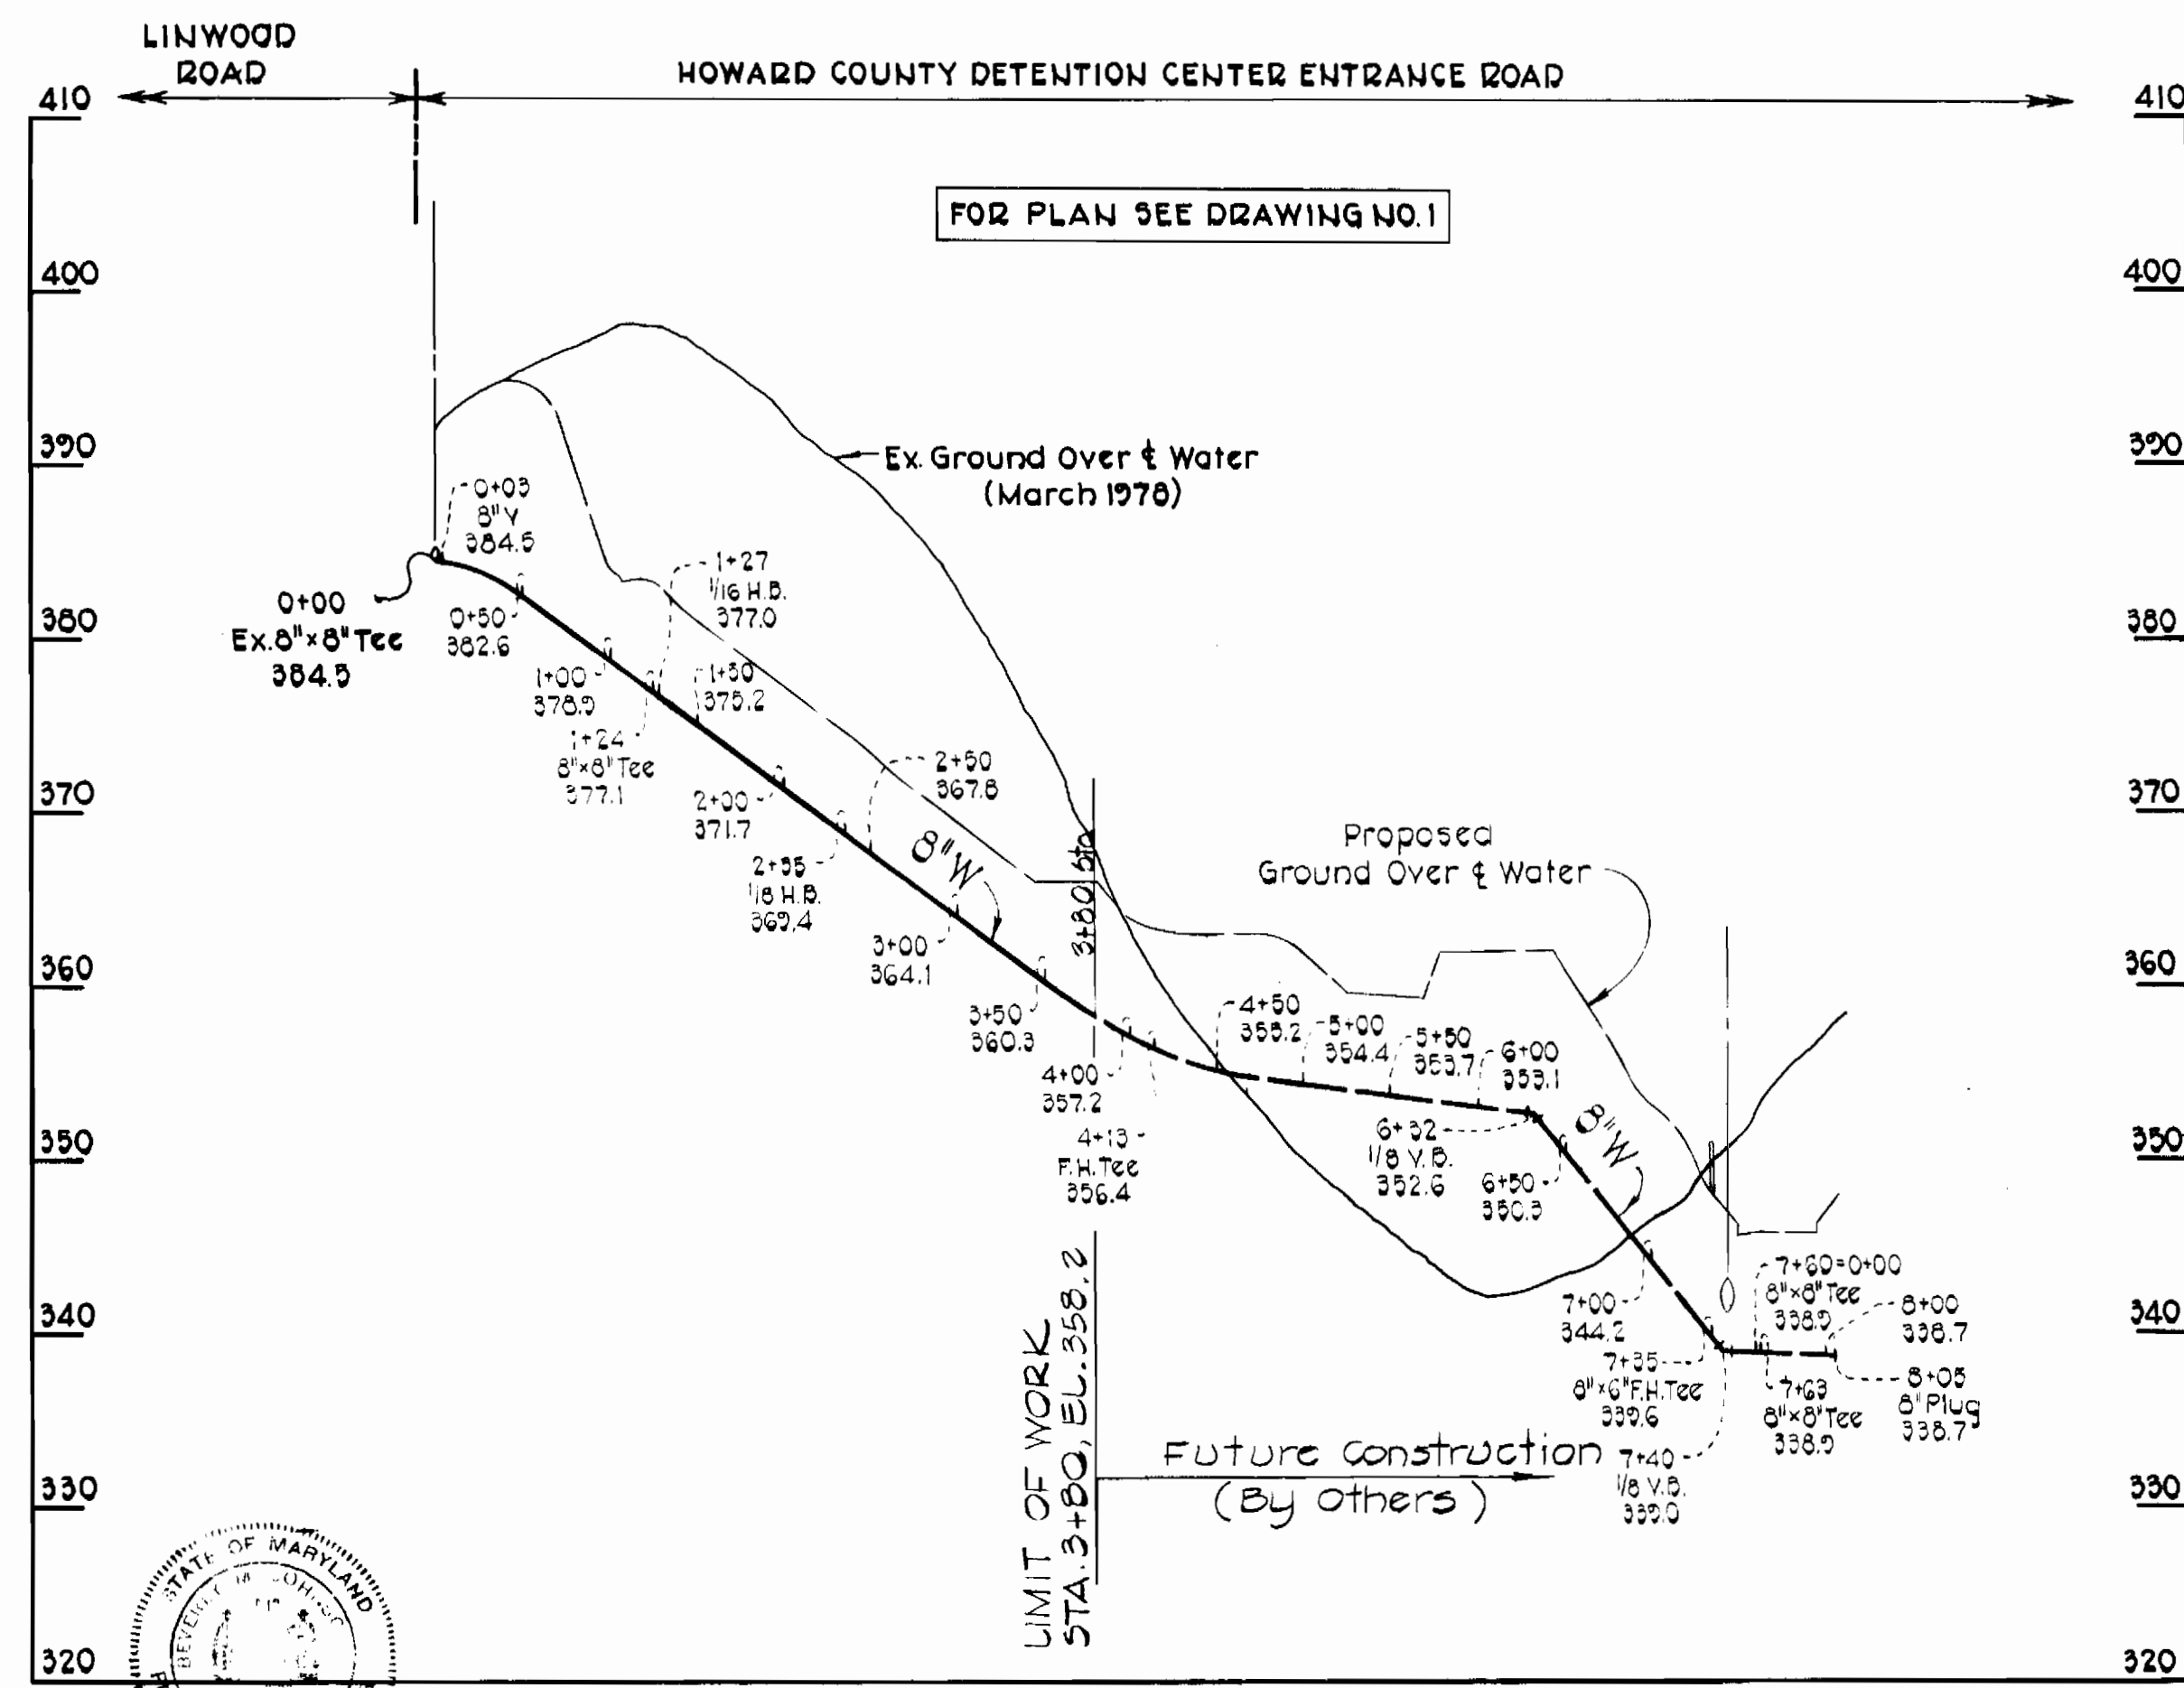 LINWOOD
ROAD
HOWARD COUNTY DETENTION CENTER ENTRANCE ROAD
410
410
FOR PLAN SEE DRAWING NO.1
400
400
390
390
Ex. Ground Over ℄ Water
(March 1978)
0+03
8" V
384.5
0+00
Ex.8"×8" Tee
384.5
380
380
0+50
382.6
1+27
1/16 H.B.
377.0
1+00
378.9
1+50
375.2
1+24
8"×8" Tee
377.1
370
370
2+00
371.7
2+50
367.8
8"W
2+35
1/8 H.B.
369.4
3+80 Sta
Proposed
Ground Over ℄ Water
3+00
364.1
360
360
3+50
360.3
4+00
357.2
4+50
355.2
5+00
354.4
5+50
353.7
6+00
353.1
350
350
4+13
F.H. Tee
356.4
6+32
1/8 V.B.
352.6
6+50
350.3
8"W
340
340
7+00
344.2
7+60=0+00
8"×8" Tee
338.9
8+00
338.7
7+35
8"×6" F.H. Tee
339.6
7+63
8"×8" Tee
338.9
8+05
8" Plug
338.7
7+40
1/8 V.B.
339.0
LIMIT OF WORK
STA. 3+80, EL. 358.2
Future Construction
(By Others)
330
330
320
320
STATE OF MARYLAND
BEVERLY M.